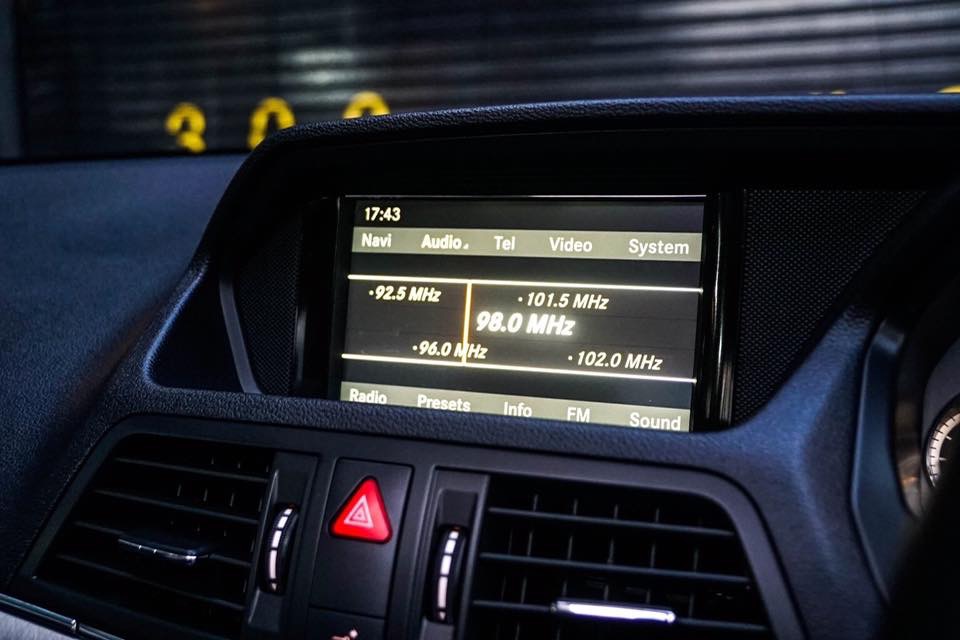 300
17:43
Navi Audio Tel Video System
92.5 MHz 101.5 MHz
98.0 MHz
96.0 MHz 102.0 MHz
Radio Presets Info FM Sound